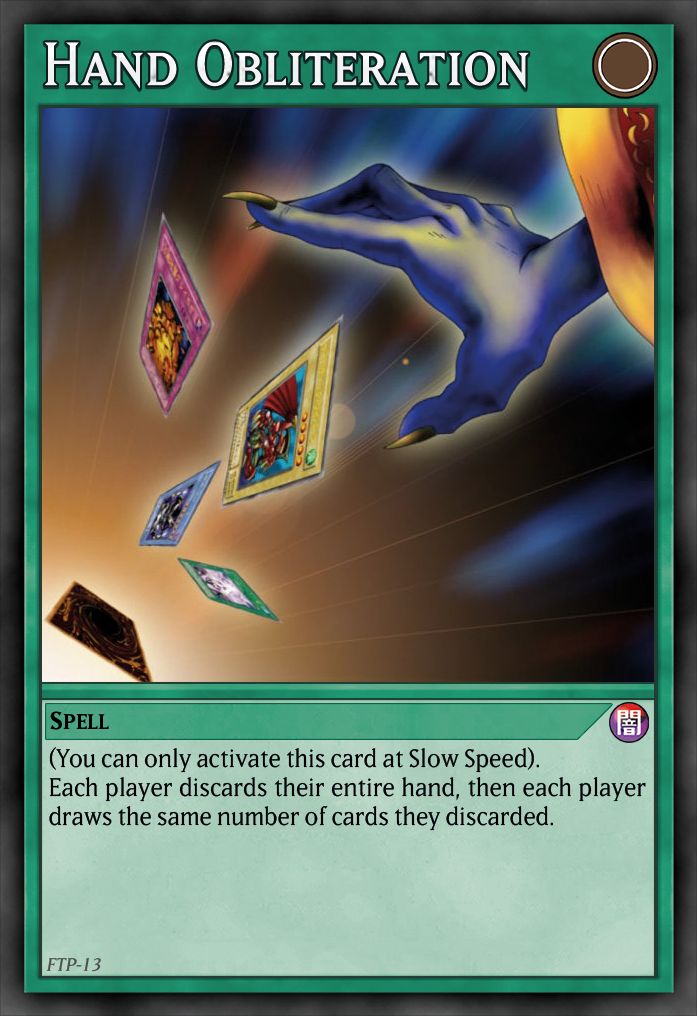 Hand Obliteration
Spell
闇
(You can only activate this card at Slow Speed).
Each player discards their entire hand, then each player
draws the same number of cards they discarded.
FTP-13